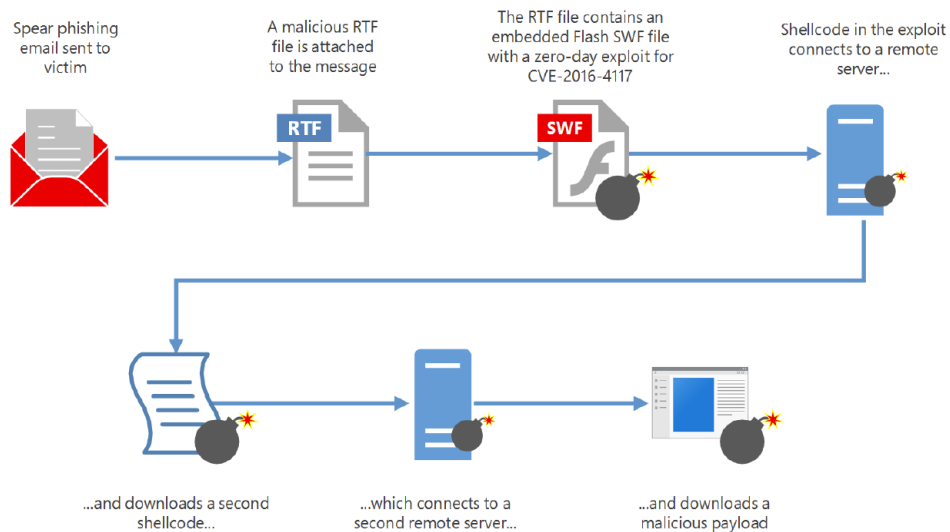 Spear phishing
email sent to
victim
A malicious RTF
file is attached
to the message
The RTF file contains an
embedded Flash SWF file
with a zero-day exploit for
CVE-2016-4117
Shellcode in the exploit
connects to a remote
server...
RTF
SWF
...and downloads a second
shellcode...
...which connects to a
second remote server...
...and downloads a
malicious payload